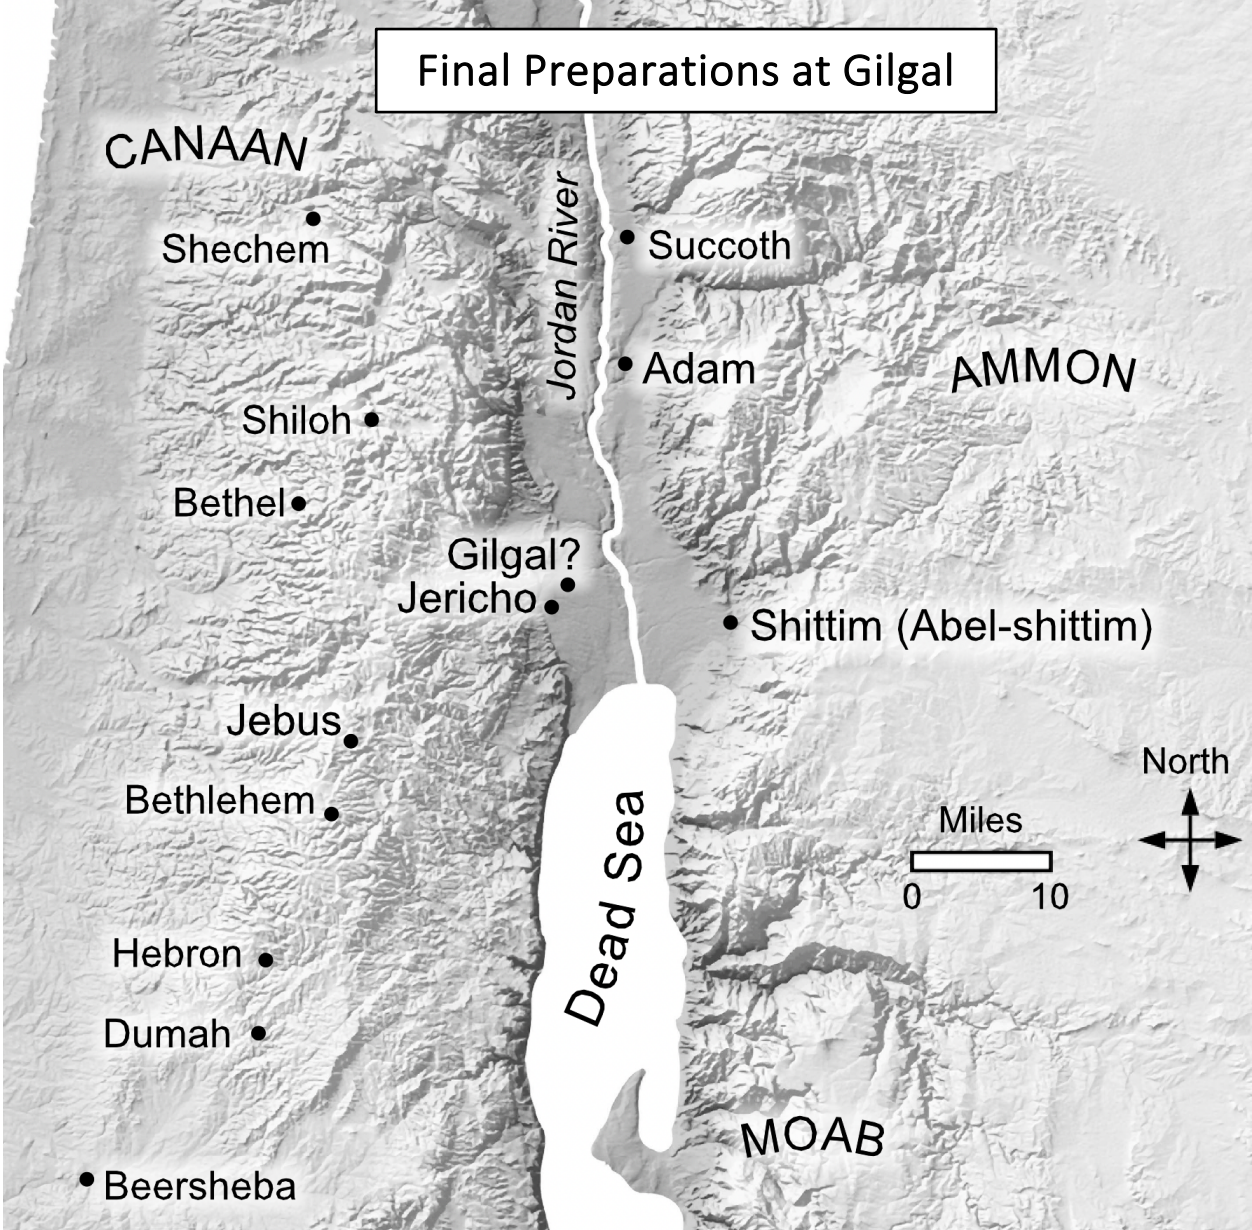 Final Preparations at Gilgal
CANAAN
Shechem
Jordan River
Succoth
Adam
AMMON
Shiloh
Bethel
Gilgal?
Jericho
Shittim (Abel-shittim)
Jebus
Bethlehem
Dead Sea
North
Miles
0 10
Hebron
Dumah
MOAB
Beersheba